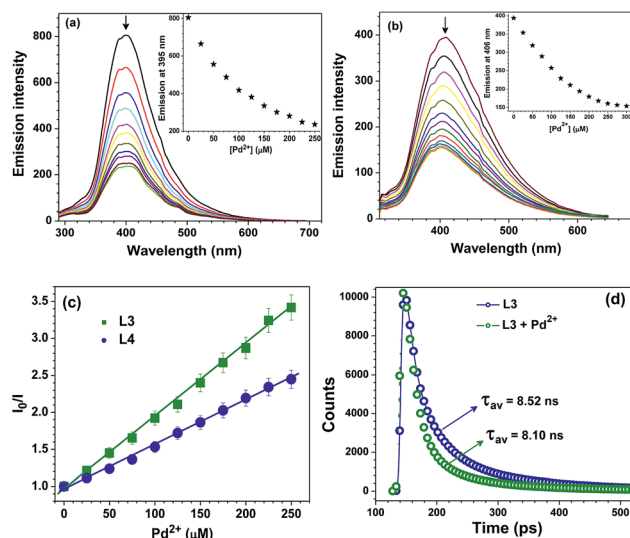 (a)
800
600
400
200
0
300
400
500
600
700
Wavelength (nm)
Emission intensity
800
600
400
200
0
50
100
150
200
250
[Pd²⁺] (μM)
Emission at 395 nm
(b)
400
300
200
100
0
400
500
600
Wavelength (nm)
Emission intensity
400
300
200
100
0
50
100
150
200
250
300
[Pd²⁺] (μM)
Emission at 406 nm
(c)
L3
L4
3.5
3.0
2.5
2.0
1.5
1.0
0
50
100
150
200
250
Pd²⁺ (μM)
I₀/I
(d)
L3
L3 + Pd²⁺
10000
8000
6000
4000
2000
0
100
200
300
400
500
Time (ps)
Counts
τav = 8.52 ns
τav = 8.10 ns